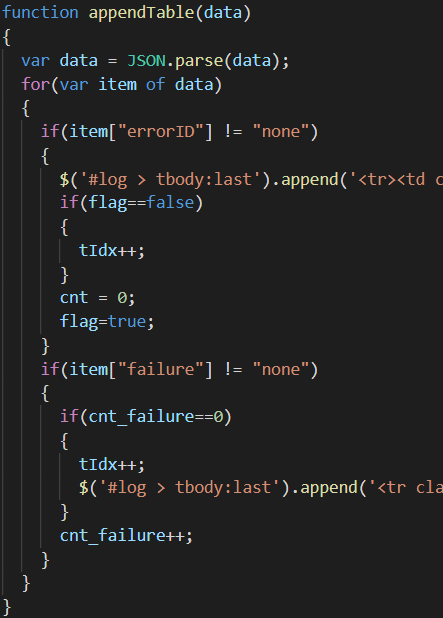 function appendTable(data)
{
  var data = JSON.parse(data);
  for(var item of data)
  {
    if(item["errorID"] != "none")
    {
      $('#log > tbody:last').append('<tr><td c
      if(flag==false)
      {
        tIdx++;
      }
      cnt = 0;
      flag=true;
    }
    if(item["failure"] != "none")
    {
      if(cnt_failure==0)
      {
        tIdx++;
        $('#log > tbody:last').append('<tr cla
      }
      cnt_failure++;
    }
  }
}